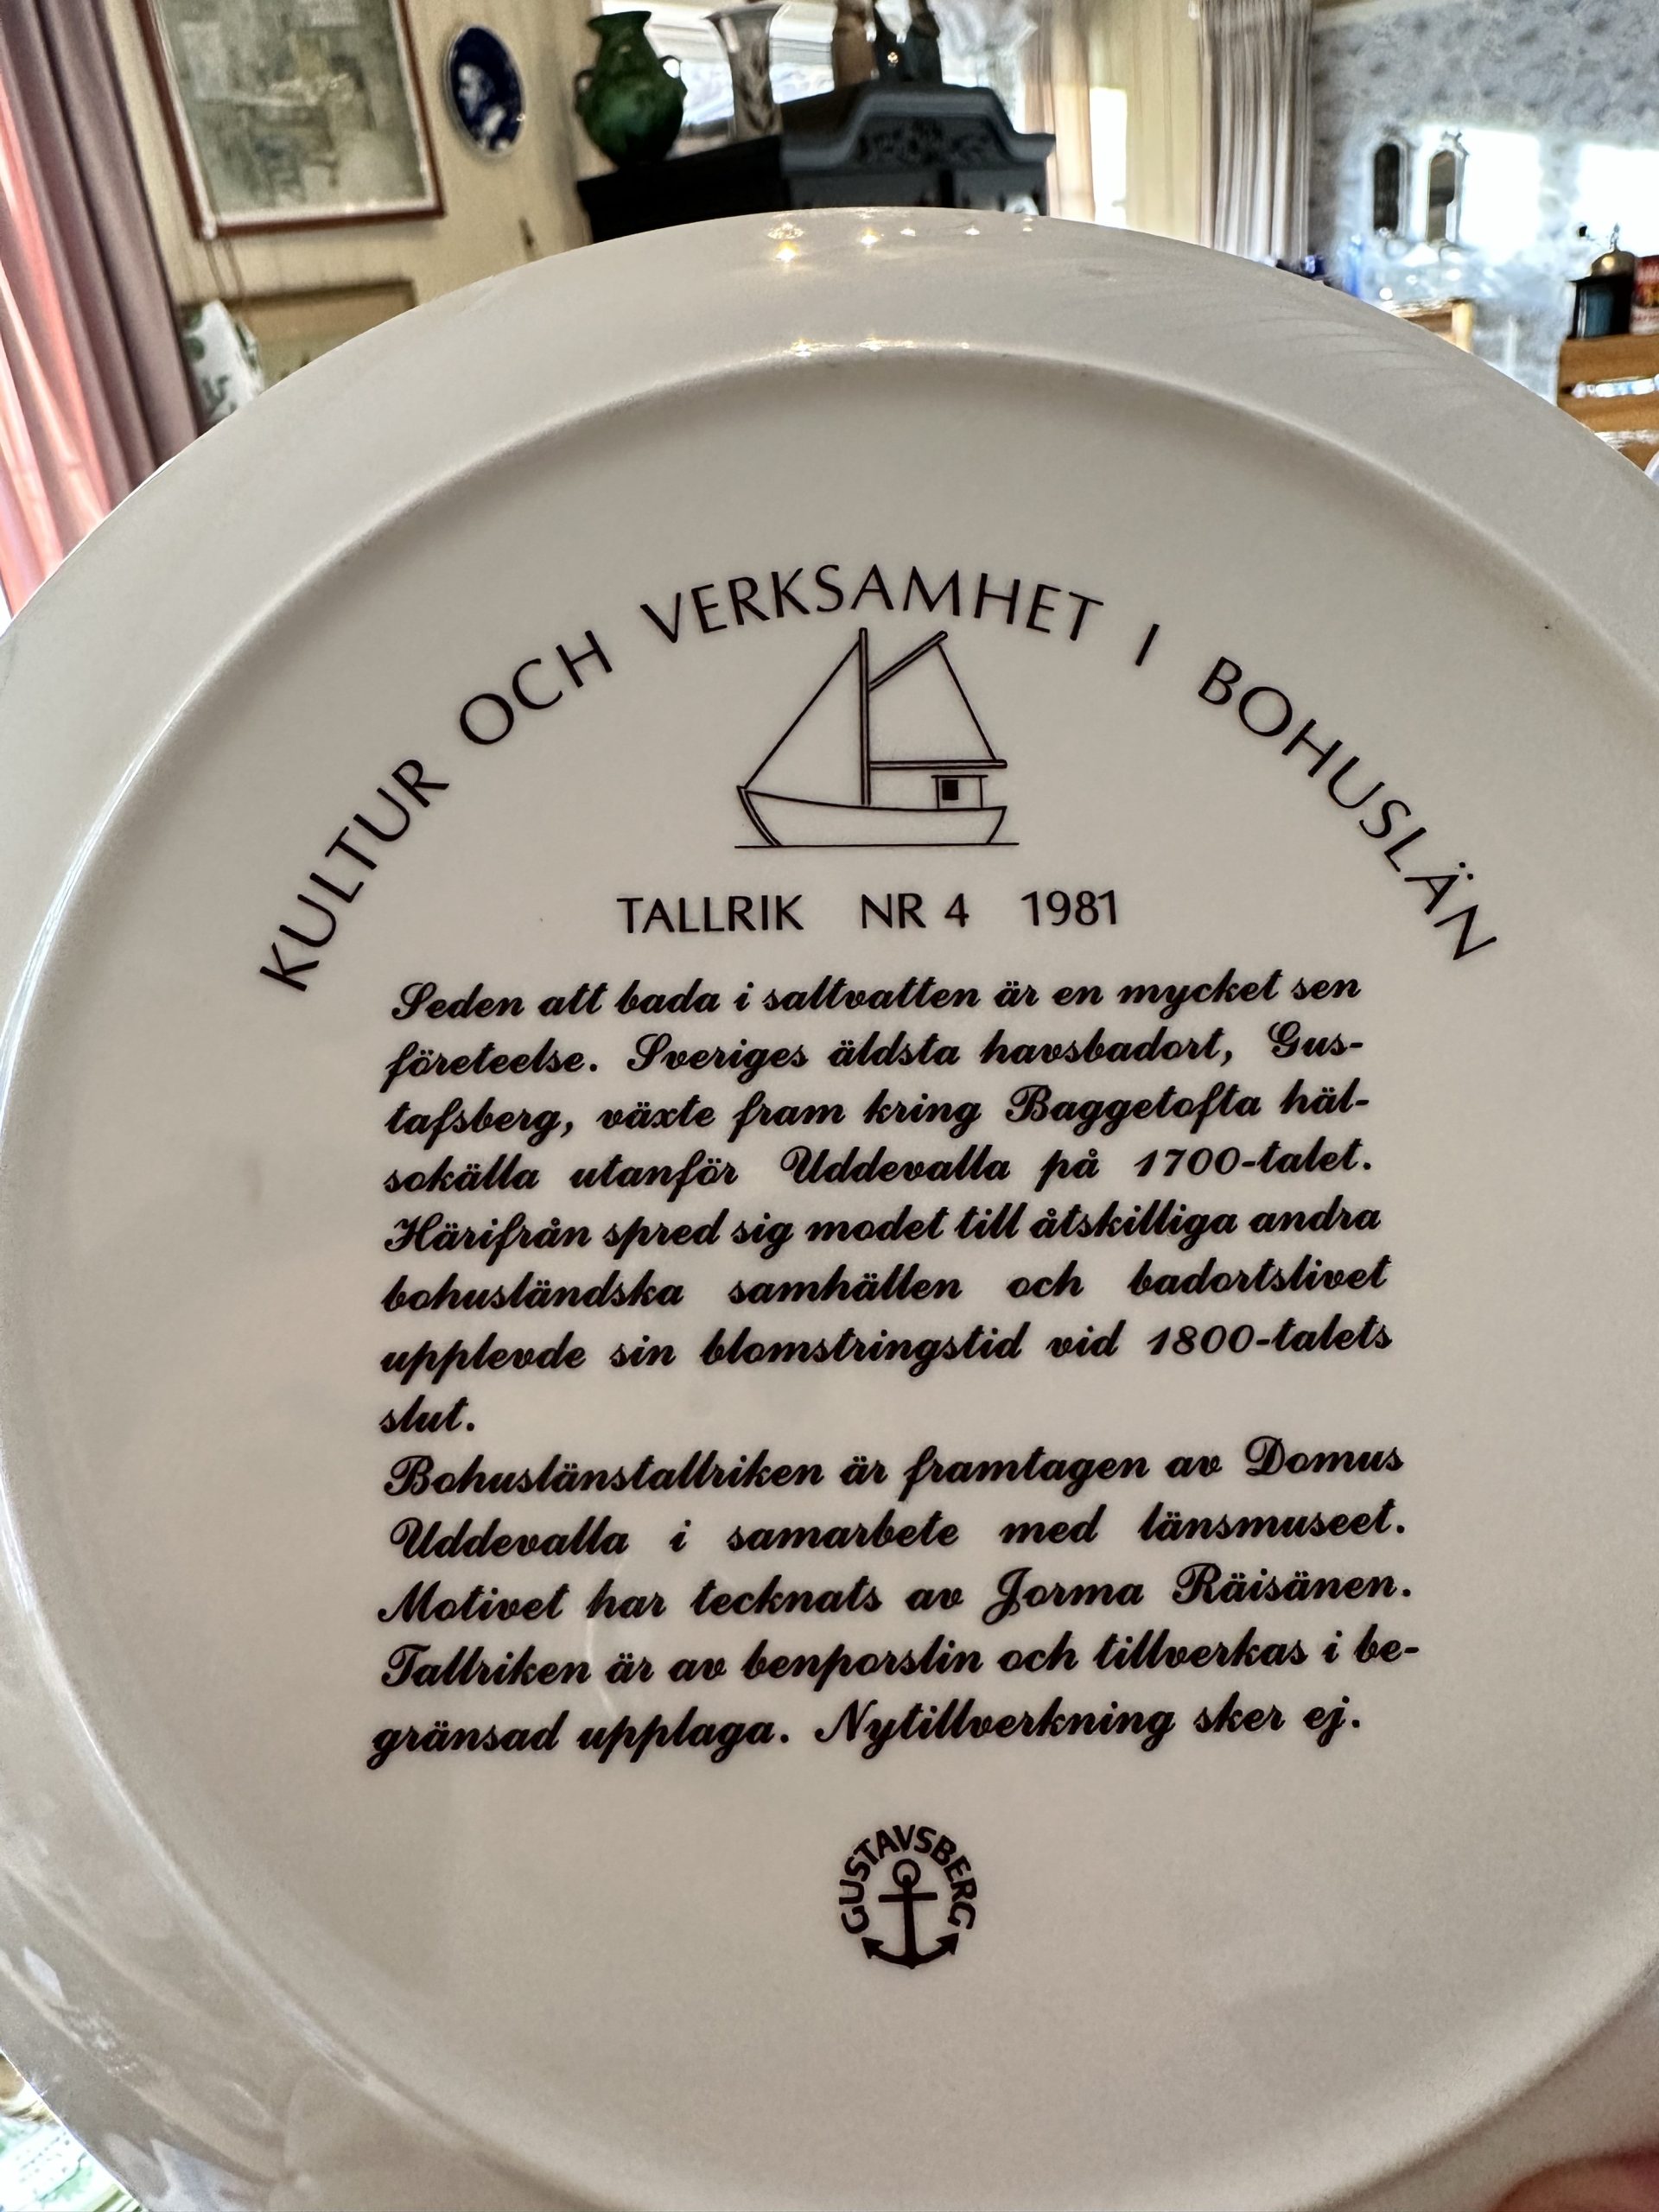 KULTUR OCH VERKSAMHET I BOHUSLÄN
TALLRIK NR 4 1981
Seden att bada i saltvatten är en mycket sen
företeelse. Sveriges äldsta havsbadort, Gus-
tafsberg, växte fram kring Baggetofta häl-
sokälla utanför Uddevalla på 1700-talet.
Härifrån spred sig modet till åtskilliga andra
bohusländska samhällen och badortslivet
upplevde sin blomstringstid vid 1800-talets
slut.
Bohuslänstallriken är framtagen av Domus
Uddevalla i samarbete med länsmuseet.
Motivet har tecknats av Jorma Räisänen.
Tallriken är av benporslin och tillverkas i be-
gränsad upplaga. Nytillverkning sker ej.
GUSTAVSBERG